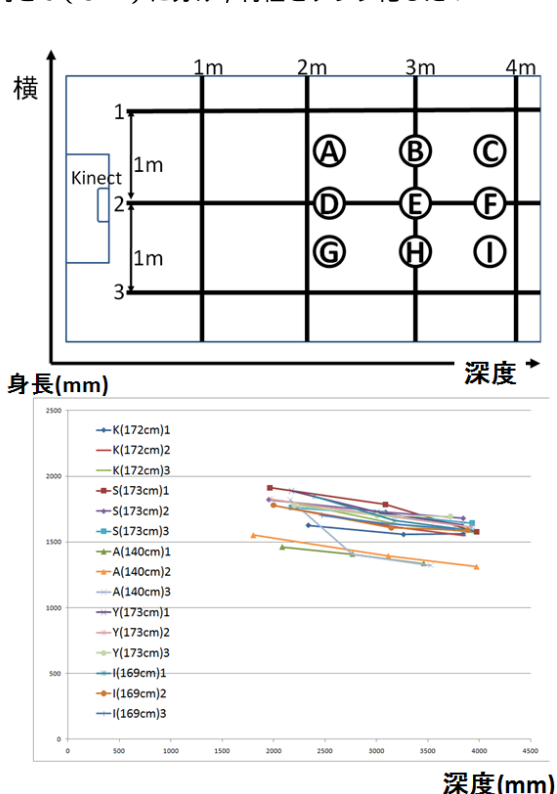 1m 2m 3m 4m
横
1
A B C
1m
Kinect
2
D E F
G H I
1m
3
深度
身長(mm)
2500
2000
1500
1000
500
0
K(172cm)1
K(172cm)2
K(172cm)3
S(173cm)1
S(173cm)2
S(173cm)3
A(140cm)1
A(140cm)2
A(140cm)3
Y(173cm)1
Y(173cm)2
Y(173cm)3
I(169cm)1
I(169cm)2
I(169cm)3
0 500 1000 1500 2000 2500 3000 3500 4000 4500
深度(mm)